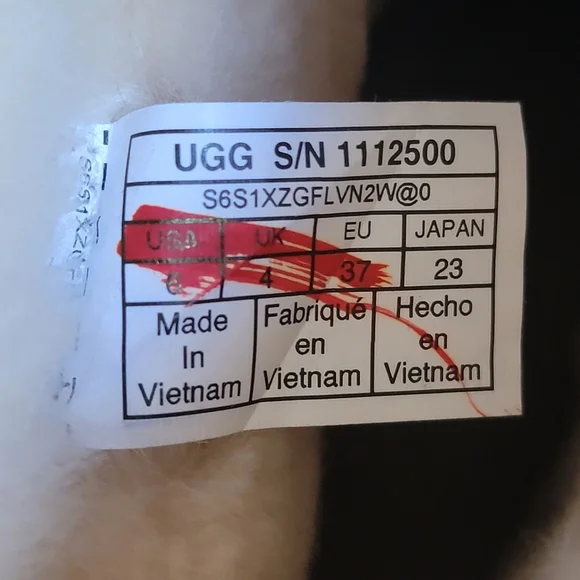 UGG S/N 1112500
S6S1XZGFLVN2W@0
USA UK EU JAPAN
6 4 37 23
Made Fabriqué Hecho
In en en
Vietnam Vietnam Vietnam